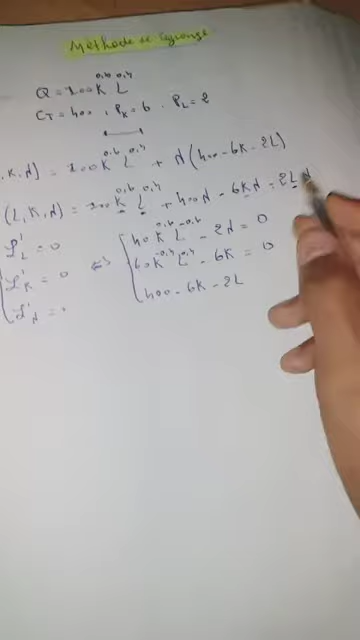 Méthode de Lagrange
Q = 100 K^0,6 L^0,4
CT = 400 , PK = 6 , PL = 2
, K, λ) = 100 K^0,6 L^0,4 + λ (400 - 6K - 2L)
(L, K, λ) = 100 K^0,6 L^0,4 + 400λ - 6Kλ - 2Lλ
L'L = 0 ⇔ 40 K^0,6 L^-0,6 - 2λ = 0
L'K = 0 60 K^-0,4 L^0,4 - 6K = 0
L'λ = 400 - 6K - 2L